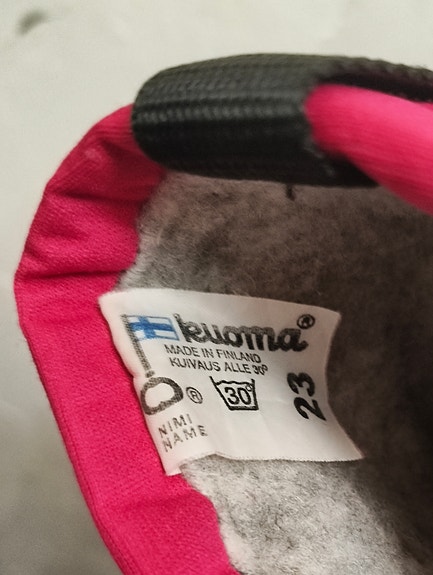 kuoma®
MADE IN FINLAND
KUIVAUS ALLE 30°
® 30°
23
NIMI
NAME